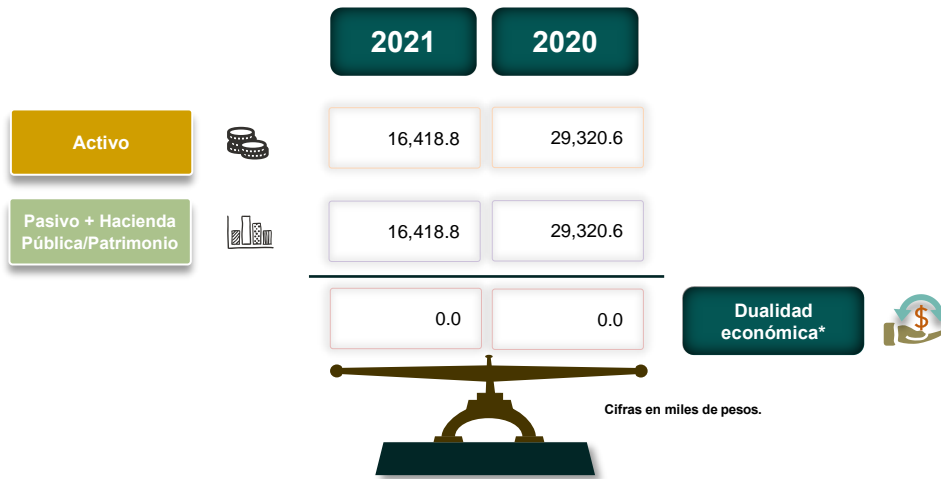 2021 2020
Activo 16,418.8 29,320.6
Pasivo + Hacienda
Pública/Patrimonio 16,418.8 29,320.6
0.0 0.0 Dualidad
económica*
$
Cifras en miles de pesos.